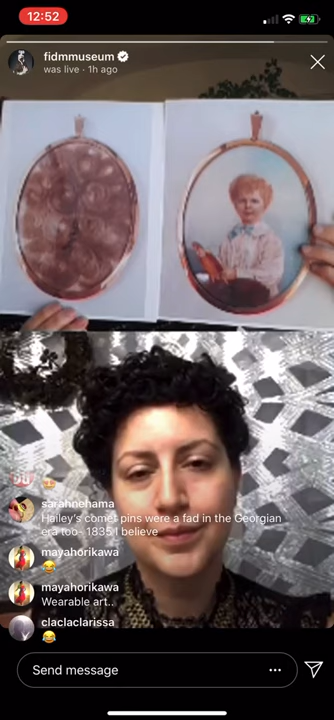 12:52
fidmmuseum
was live · 1h ago
sarahnehama
Hailey's comet pins were a fad in the Georgian
era too- 1835 I believe
mayahorikawa
😂
mayahorikawa
Wearable art..
claclaclarissa
😂
Send message